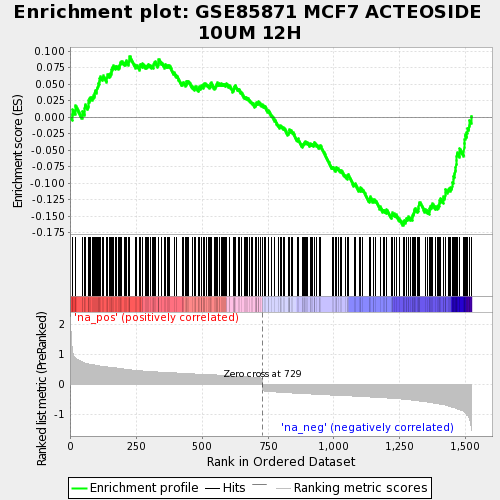 Enrichment plot: GSE85871 MCF7 ACTEOSIDE
10UM 12H
Enrichment score (ES)
0.100
0.075
0.050
0.025
0.000
-0.025
-0.050
-0.075
-0.100
-0.125
-0.150
-0.175
Ranked list metric (PreRanked)
2
1
0
-1
'na_pos' (positively correlated)
Zero cross at 729
'na_neg' (negatively correlated)
0
250
500
750
1,000
1,250
1,500
Rank in Ordered Dataset
Enrichment profile
Hits
Ranking metric scores